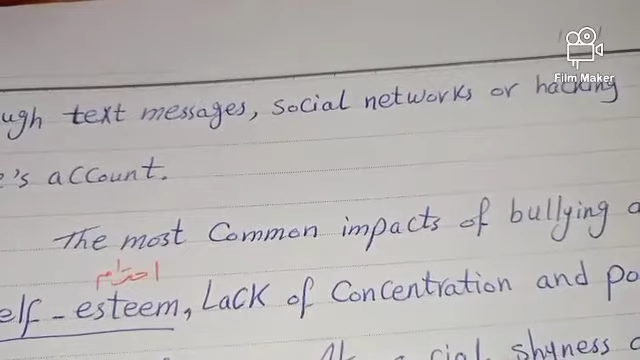 Film Maker
ugh text messages, social networks or hacking
's account.
The most common impacts of bullying
احترام
elf-esteem, Lack of Concentration and po
cial shyness